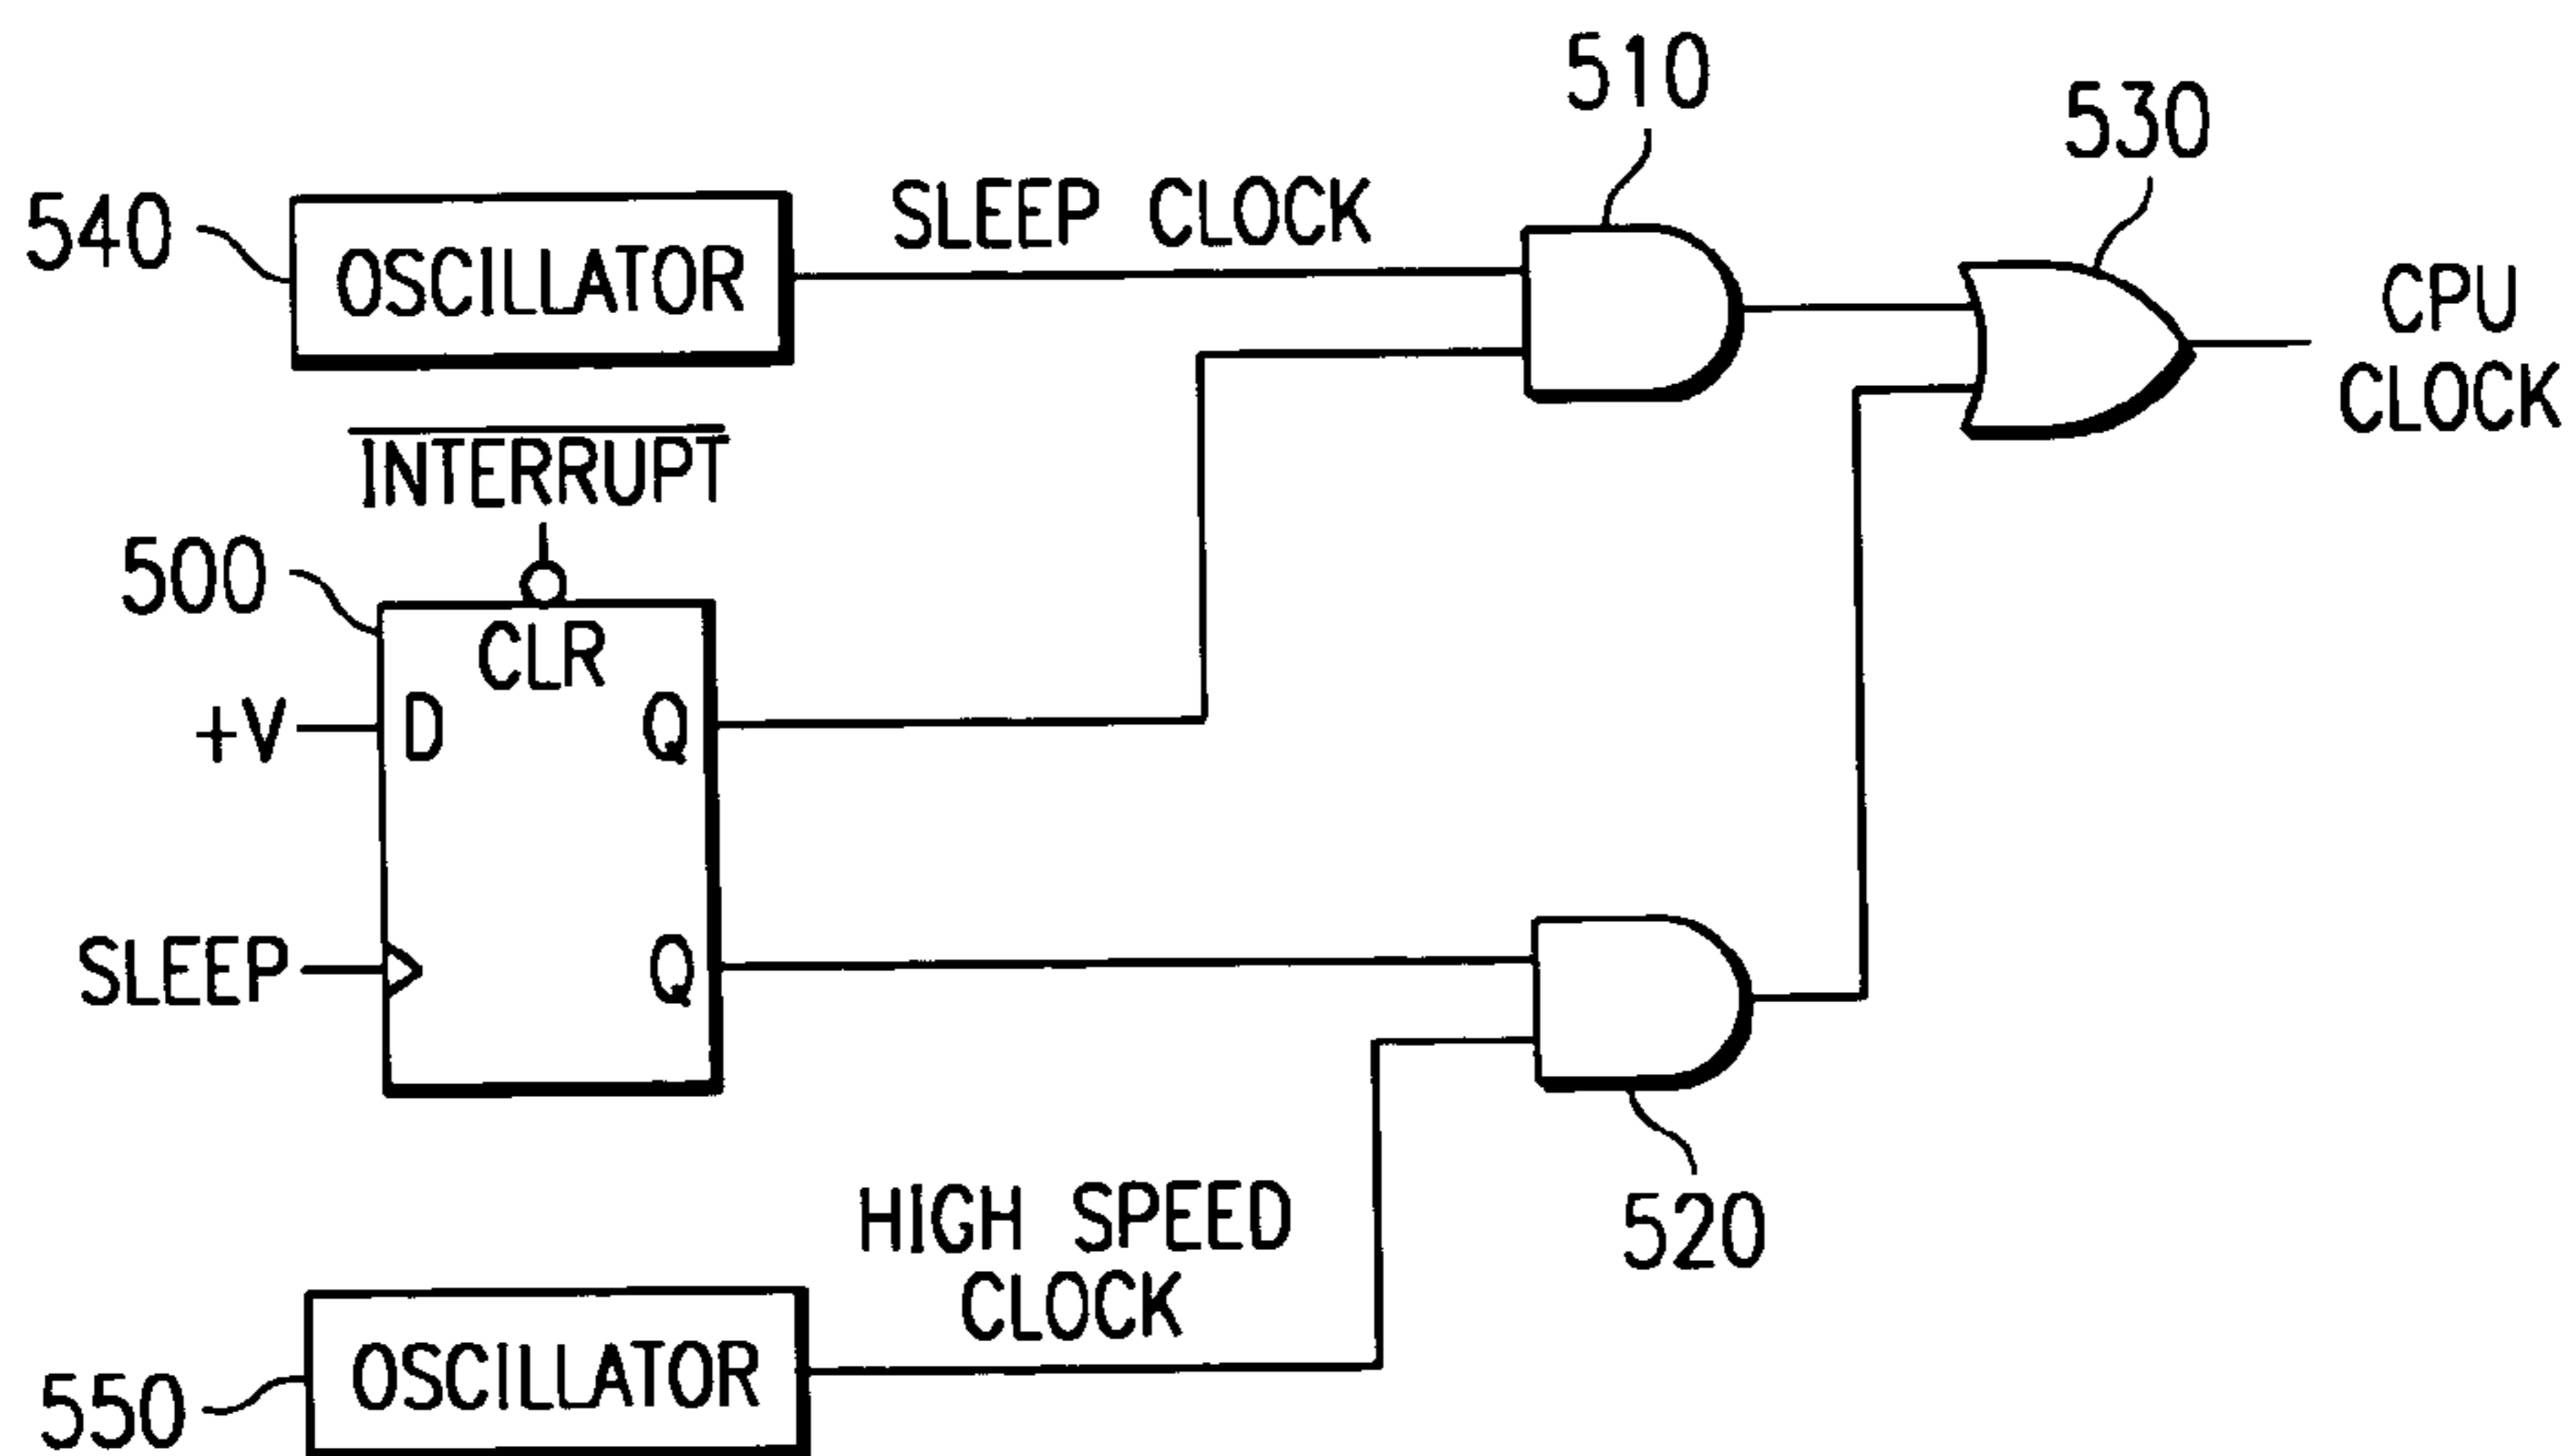 510
530
540
OSCILLATOR
SLEEP CLOCK
CPU
CLOCK
INTERRUPT
500
CLR
+V
D
Q
SLEEP
Q
520
HIGH SPEED
CLOCK
550
OSCILLATOR